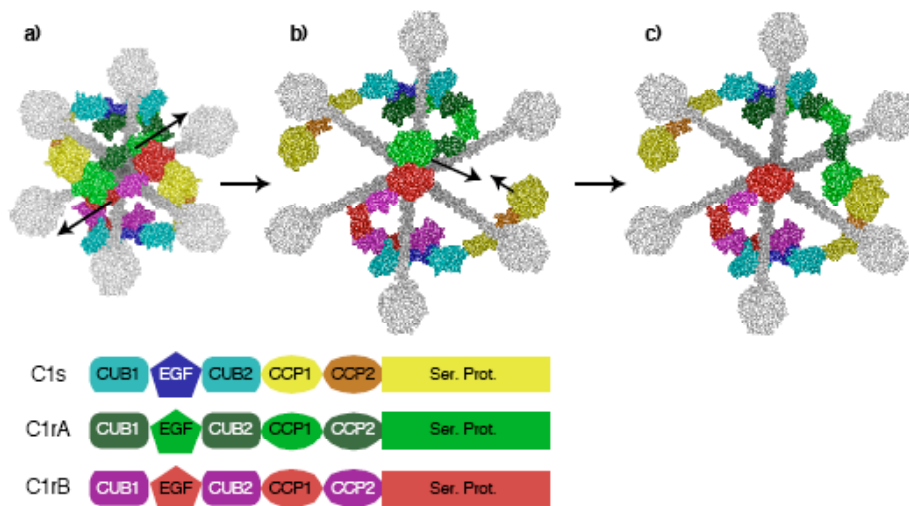 a) b) c)
C1s CUB1 EGF CUB2 CCP1 CCP2 Ser. Prot.
C1rA CUB1 EGF CUB2 CCP1 CCP2 Ser. Prot.
C1rB CUB1 EGF CUB2 CCP1 CCP2 Ser. Prot.